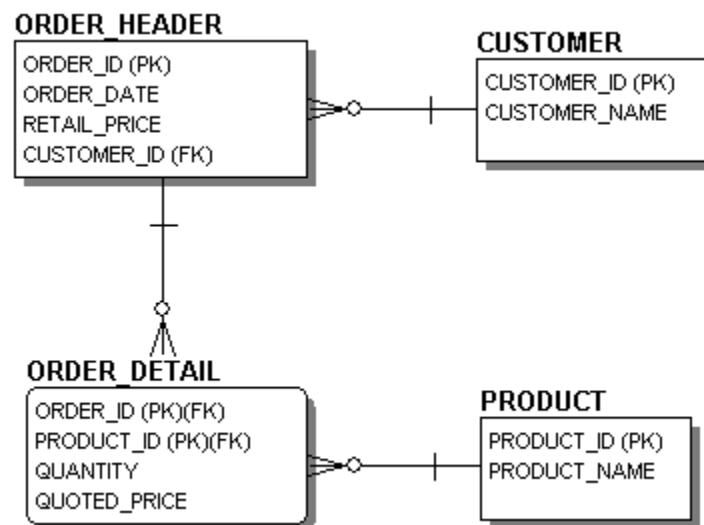 ORDER_HEADER
ORDER_ID (PK)
ORDER_DATE
RETAIL_PRICE
CUSTOMER_ID (FK)
CUSTOMER
CUSTOMER_ID (PK)
CUSTOMER_NAME
ORDER_DETAIL
ORDER_ID (PK)(FK)
PRODUCT_ID (PK)(FK)
QUANTITY
QUOTED_PRICE
PRODUCT
PRODUCT_ID (PK)
PRODUCT_NAME